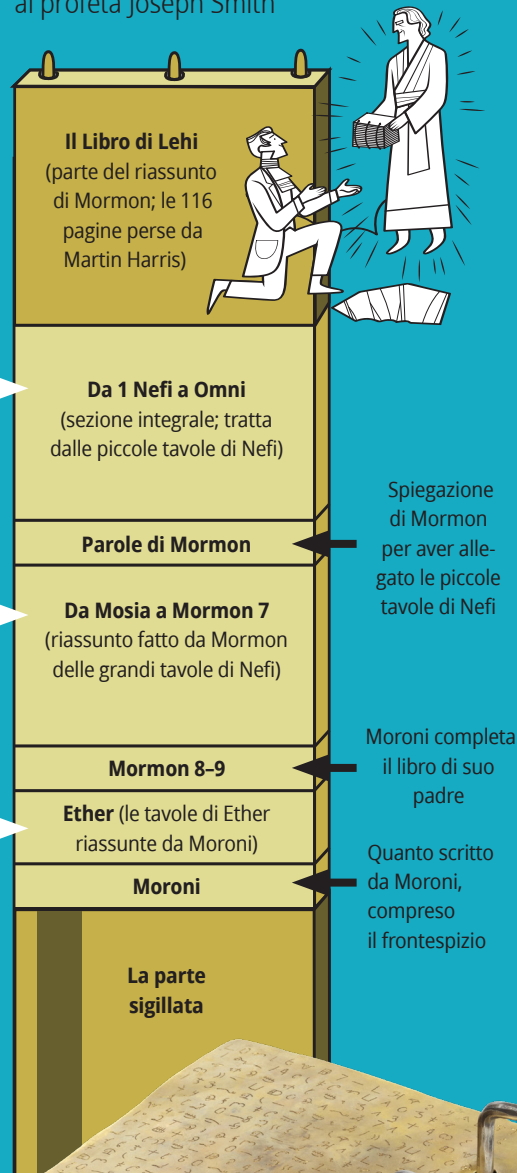 al profeta Joseph Smith
Il Libro di Lehi
(parte del riassunto
di Mormon; le 116
pagine perse da
Martin Harris)
Da 1 Nefi a Omni
(sezione integrale; tratta
dalle piccole tavole di Nefi)
Spiegazione
di Mormon
per aver alle-
gato le piccole
tavole di Nefi
Parole di Mormon
Da Mosia a Mormon 7
(riassunto fatto da Mormon
delle grandi tavole di Nefi)
Moroni completa
il libro di suo
padre
Mormon 8–9
Ether (le tavole di Ether
riassunte da Moroni)
Quanto scritto
da Moroni,
compreso
il frontespizio
Moroni
La parte
sigillata